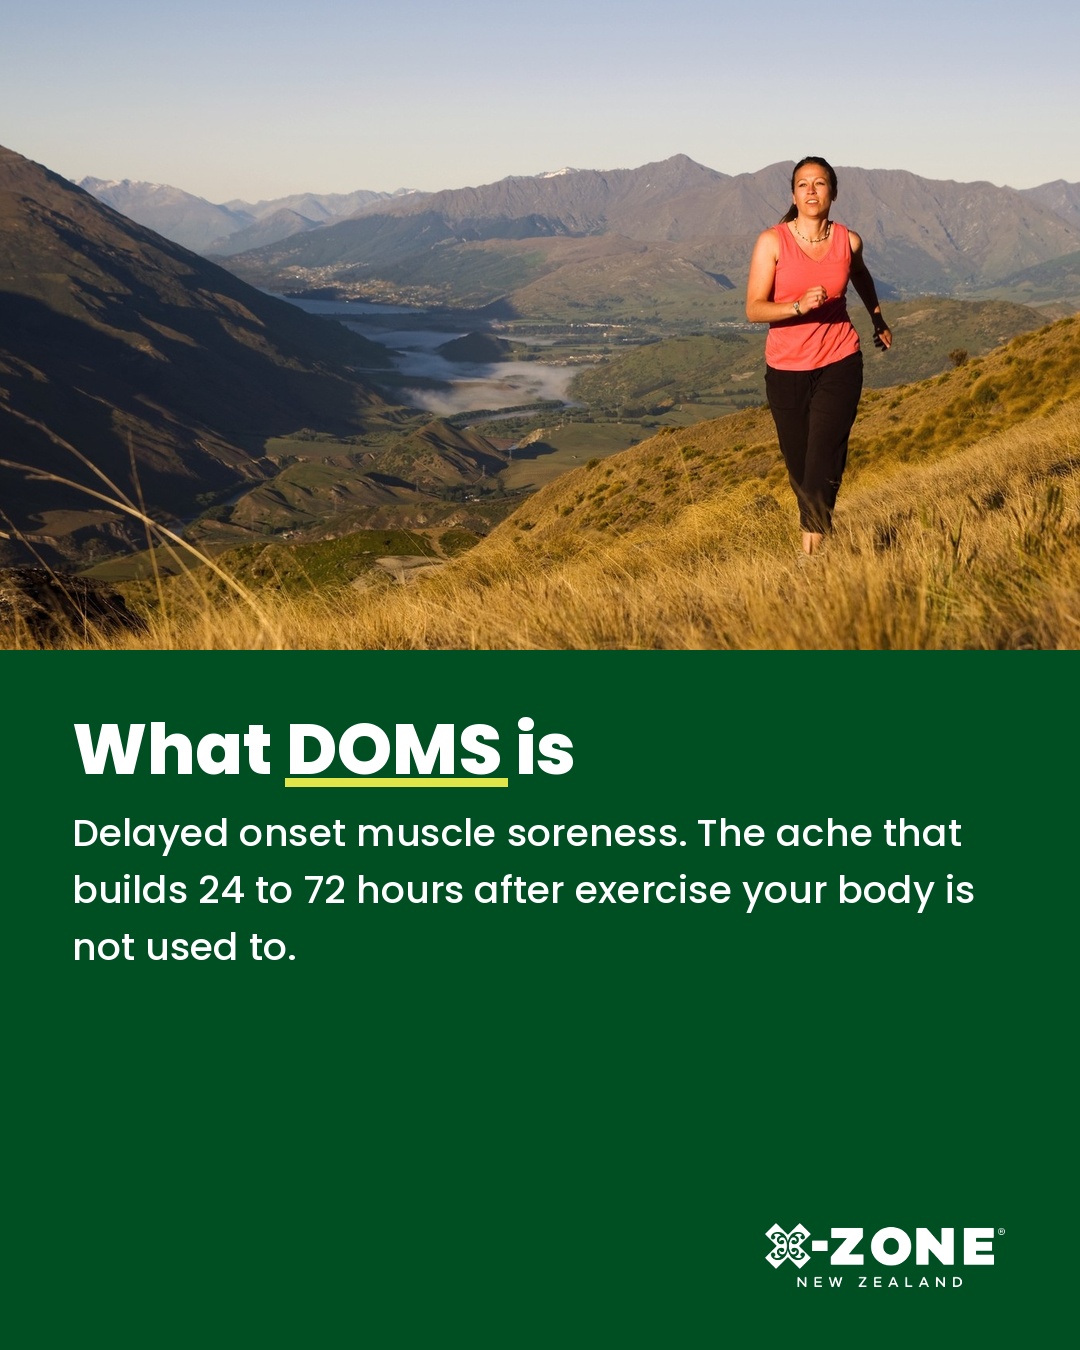 What DOMS is
Delayed onset muscle soreness. The ache that
builds 24 to 72 hours after exercise your body is
not used to.
X-ZONE®
NEW ZEALAND